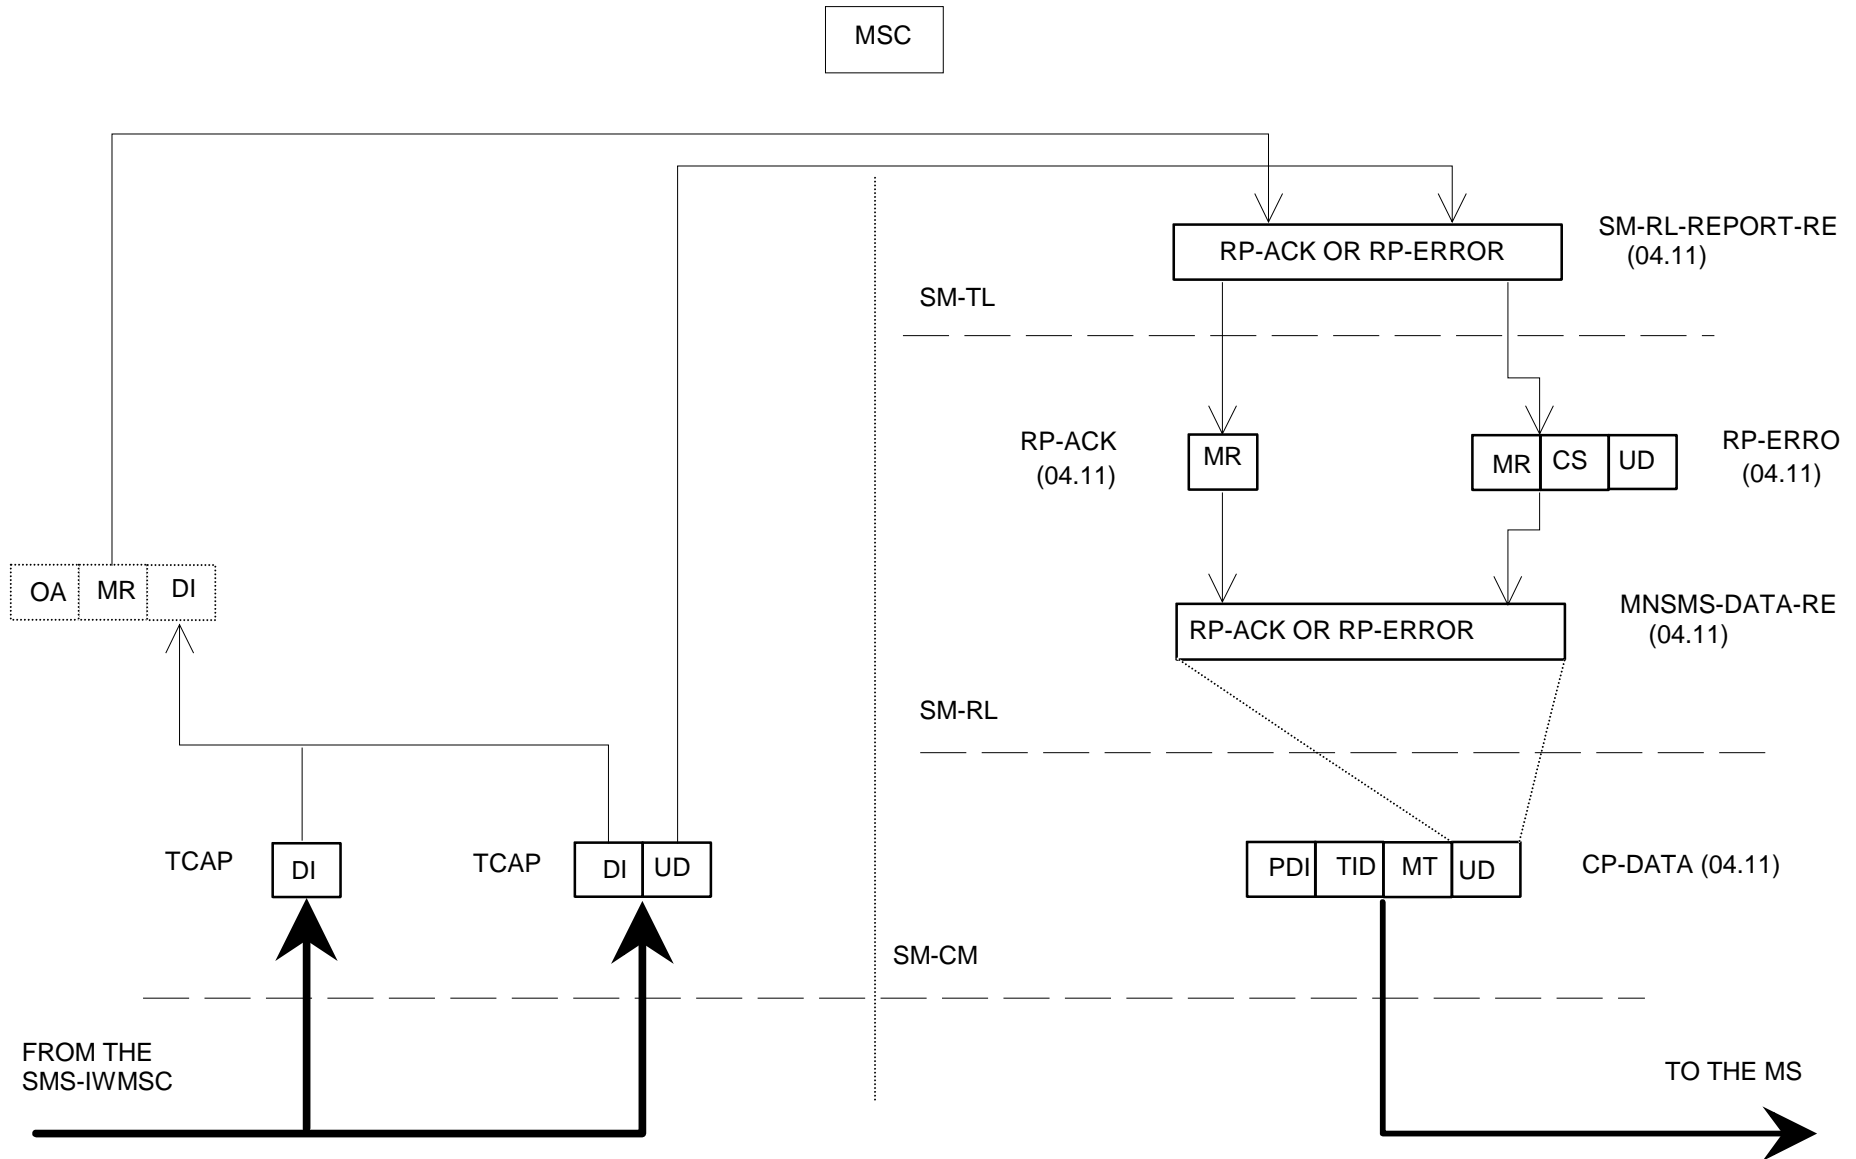 MSC
SM-RL-REPORT-RE
(04.11)
RP-ACK OR RP-ERROR
SM-TL
RP-ACK
(04.11)
MR
MR CS UD
RP-ERRO
(04.11)
OA MR DI
MNSMS-DATA-RE
(04.11)
RP-ACK OR RP-ERROR
SM-RL
TCAP
DI
TCAP
DI UD
PDI TID MT UD
CP-DATA (04.11)
SM-CM
FROM THE
SMS-IWMSC
TO THE MS